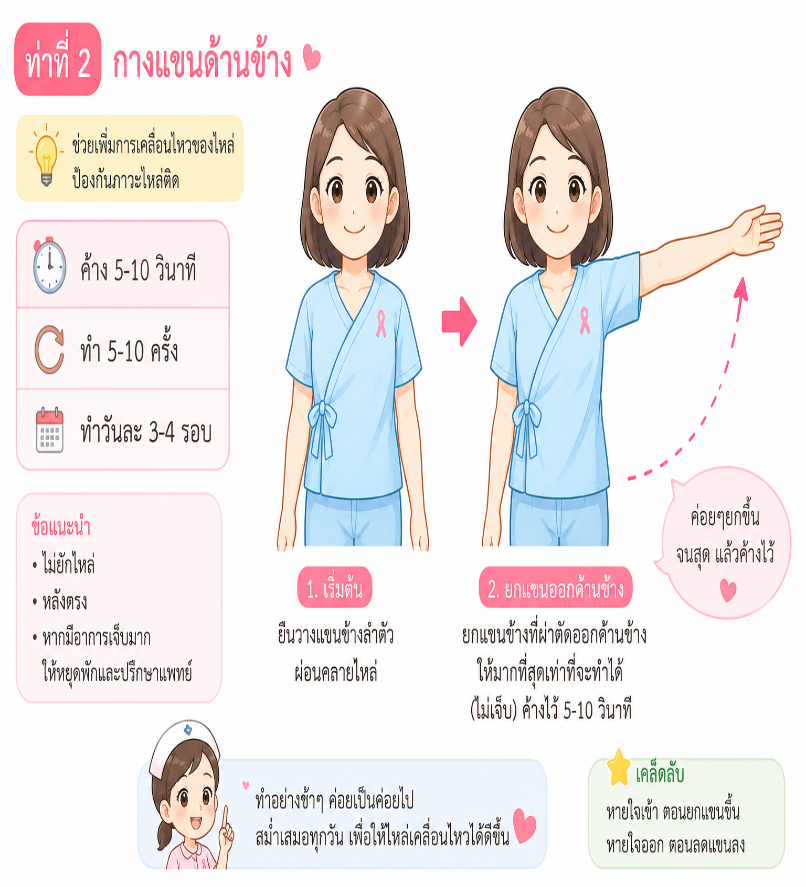 ท่าที่ 2 กางแขนด้านข้าง
ช่วยเพิ่มการเคลื่อนไหวของไหล่
ป้องกันภาวะไหล่ติด
ค้าง 5-10 วินาที
ทำ 5-10 ครั้ง
ทำวันละ 3-4 รอบ
ข้อแนะนำ
• ไม่ยักไหล่
• หลังตรง
• หากมีอาการเจ็บมาก
ให้หยุดพักและปรึกษาแพทย์
1. เริ่มต้น
ยืนวางแขนข้างลำตัว
ผ่อนคลายไหล่
2. ยกแขนออกด้านข้าง
ยกแขนข้างที่ผ่าตัดออกด้านข้าง
ให้มากที่สุดเท่าที่จะทำได้
(ไม่เจ็บ) ค้างไว้ 5-10 วินาที
ค่อยๆยกขึ้น
จนสุด แล้วค้างไว้
ทำอย่างช้าๆ ค่อยเป็นค่อยไป
สม่ำเสมอทุกวัน เพื่อให้ไหล่เคลื่อนไหวได้ดีขึ้น
เคล็ดลับ
หายใจเข้า ตอนยกแขนขึ้น
หายใจออก ตอนลดแขนลง